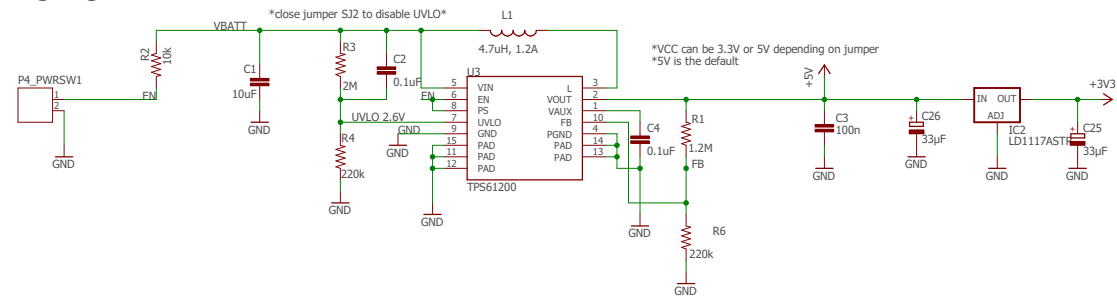 *close jumper SJ2 to disable UVLO*
L1
VBATT
4.7uH, 1.2A
*VCC can be 3.3V or 5V depending on jumper
*5V is the default
R2
10k
R3
2M
C2
0.1uF
C1
10uF
U3
P4_PWRSW1
1
2
EN
EN
UVLO 2.6V
GND
R4
220k
5
6
8
7
9
15
11
12
VIN
EN
PS
UVLO
GND
PAD
PAD
PAD
L
VOUT
VAUX
FB
PGND
PAD
PAD
3
2
1
10
4
14
13
TPS61200
C4
0.1uF
R1
1.2M
FB
R6
220k
+5V
C3
100n
C26
33µF
IN
OUT
ADJ
IC2
+3V3
C25
33µF
GND
GND
GND
GND
GND
GND
GND
GND
GND
GND